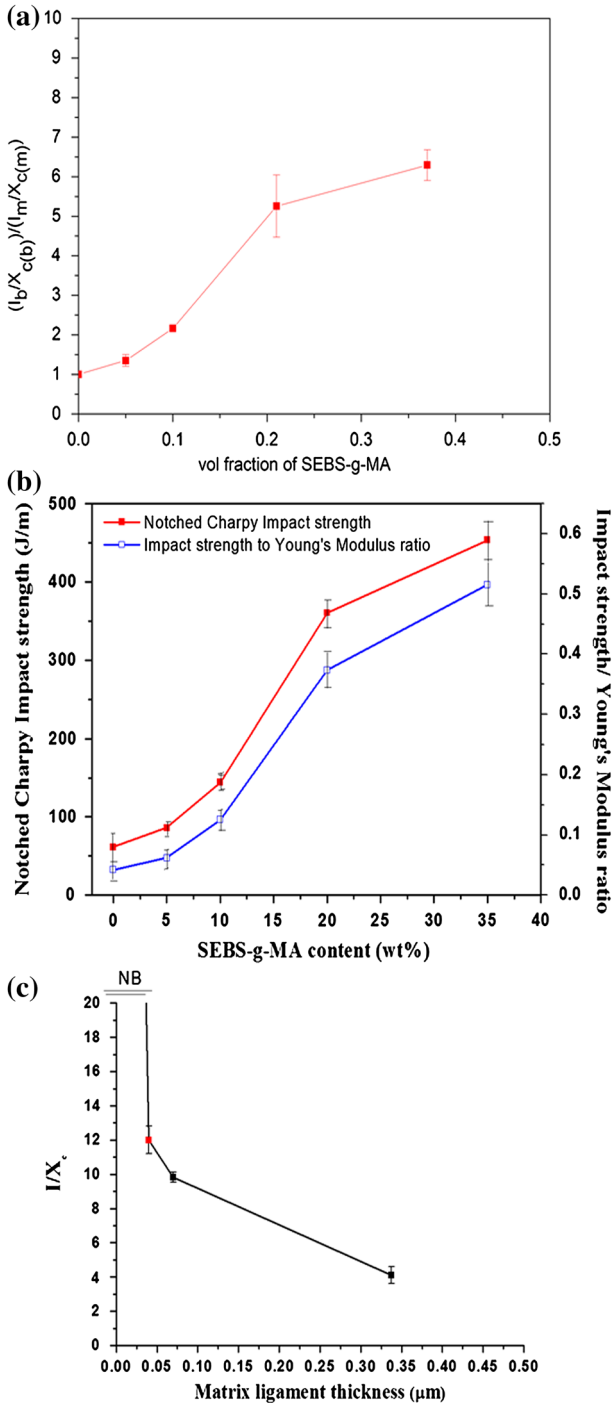 (a)
10
9
8
7
6
5
4
3
2
1
0
(Ib/Xc(b))/(Im/Xc(m))
0.0 0.1 0.2 0.3 0.4 0.5
vol fraction of SEBS-g-MA
(b)
500
400
300
200
100
0
Notched Charpy Impact strength (J/m)
Notched Charpy Impact strength
Impact strength to Young's Modulus ratio
0.6
0.5
0.4
0.3
0.2
0.1
0.0
Impact strength/ Young's Modulus ratio
0 5 10 15 20 25 30 35 40
SEBS-g-MA content (wt%)
(c)
NB
20
18
16
14
12
10
8
6
4
2
0
I/Xc
0.00 0.05 0.10 0.15 0.20 0.25 0.30 0.35 0.40 0.45 0.50
Matrix ligament thickness (μm)